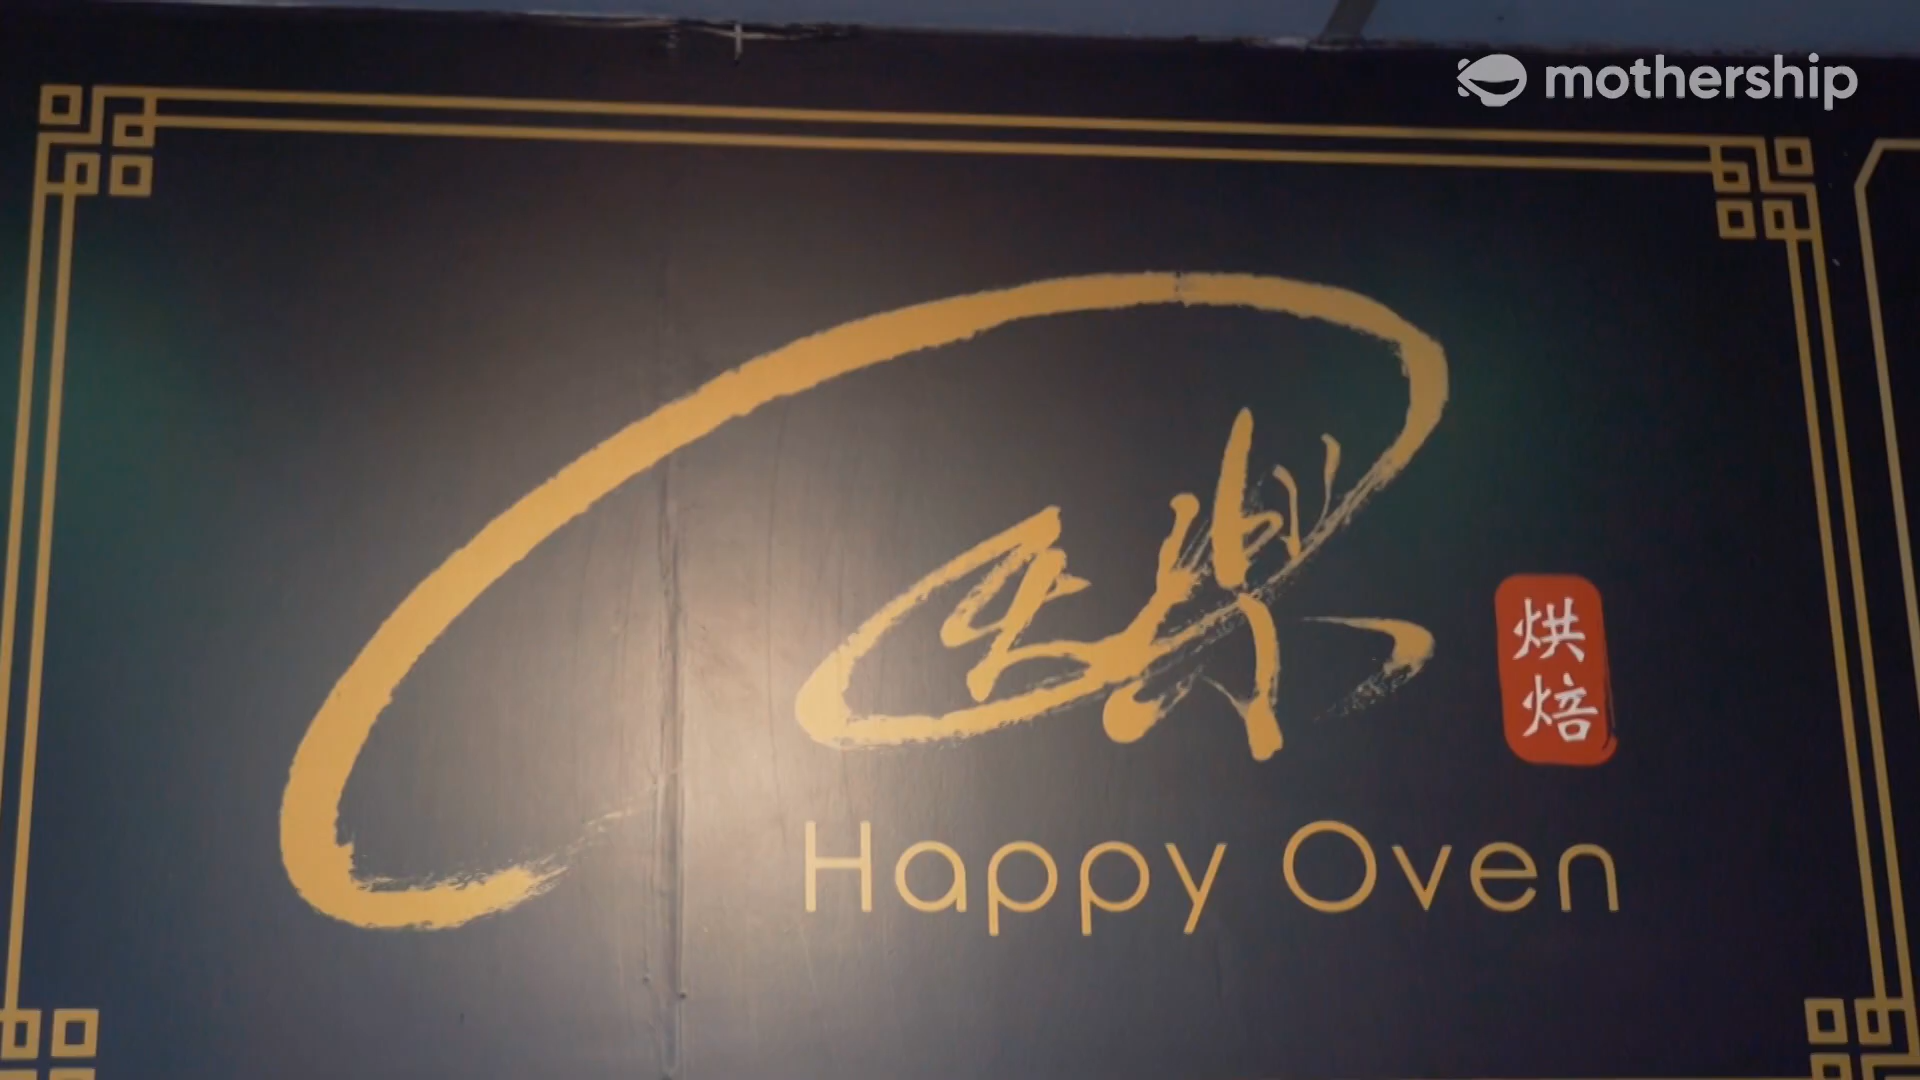 mothership
烘
焙
Happy Oven